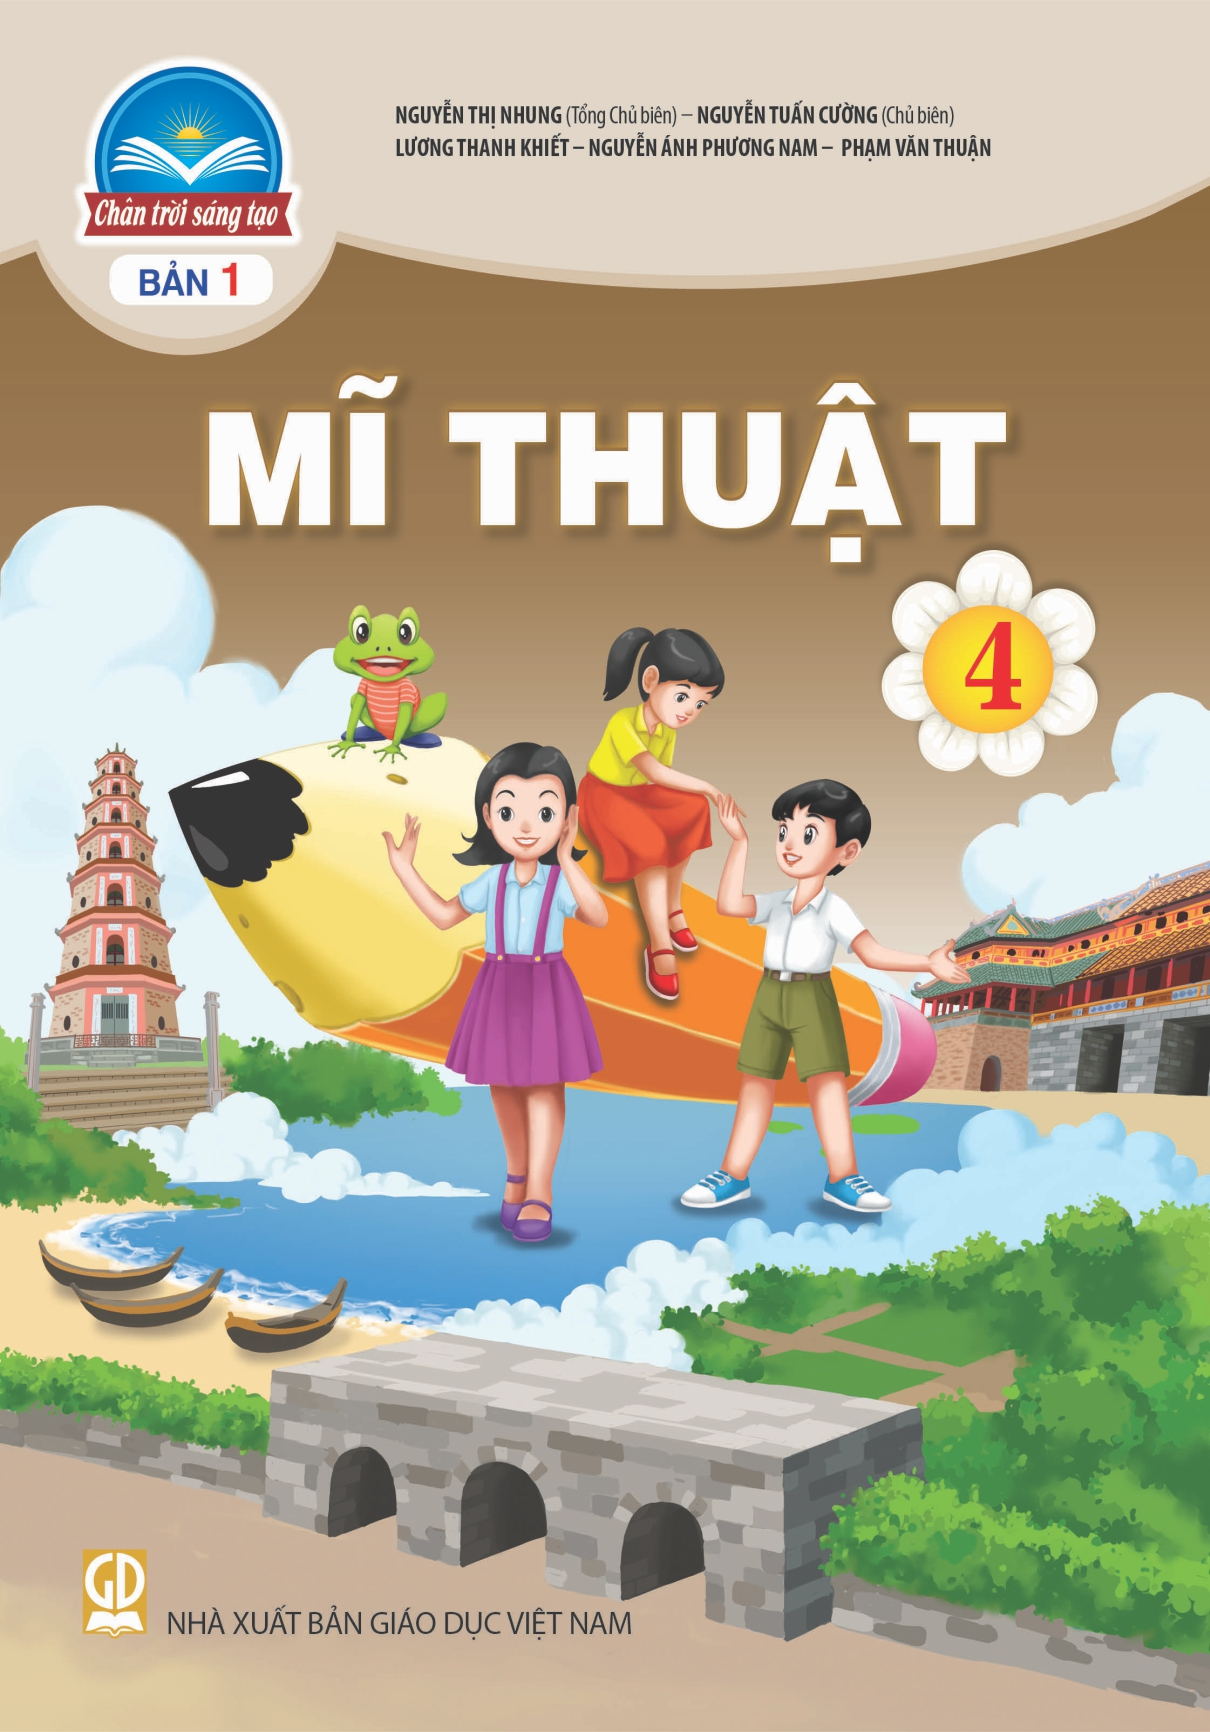 NGUYỄN THỊ NHUNG (Tổng Chủ biên) – NGUYỄN TUẤN CƯỜNG (Chủ biên)
LƯƠNG THANH KHIẾT – NGUYỄN ÁNH PHƯƠNG NAM – PHẠM VĂN THUẬN
Chân trời sáng tạo
BẢN 1
MĨ THUẬT
4
GD
NHÀ XUẤT BẢN GIÁO DỤC VIỆT NAM